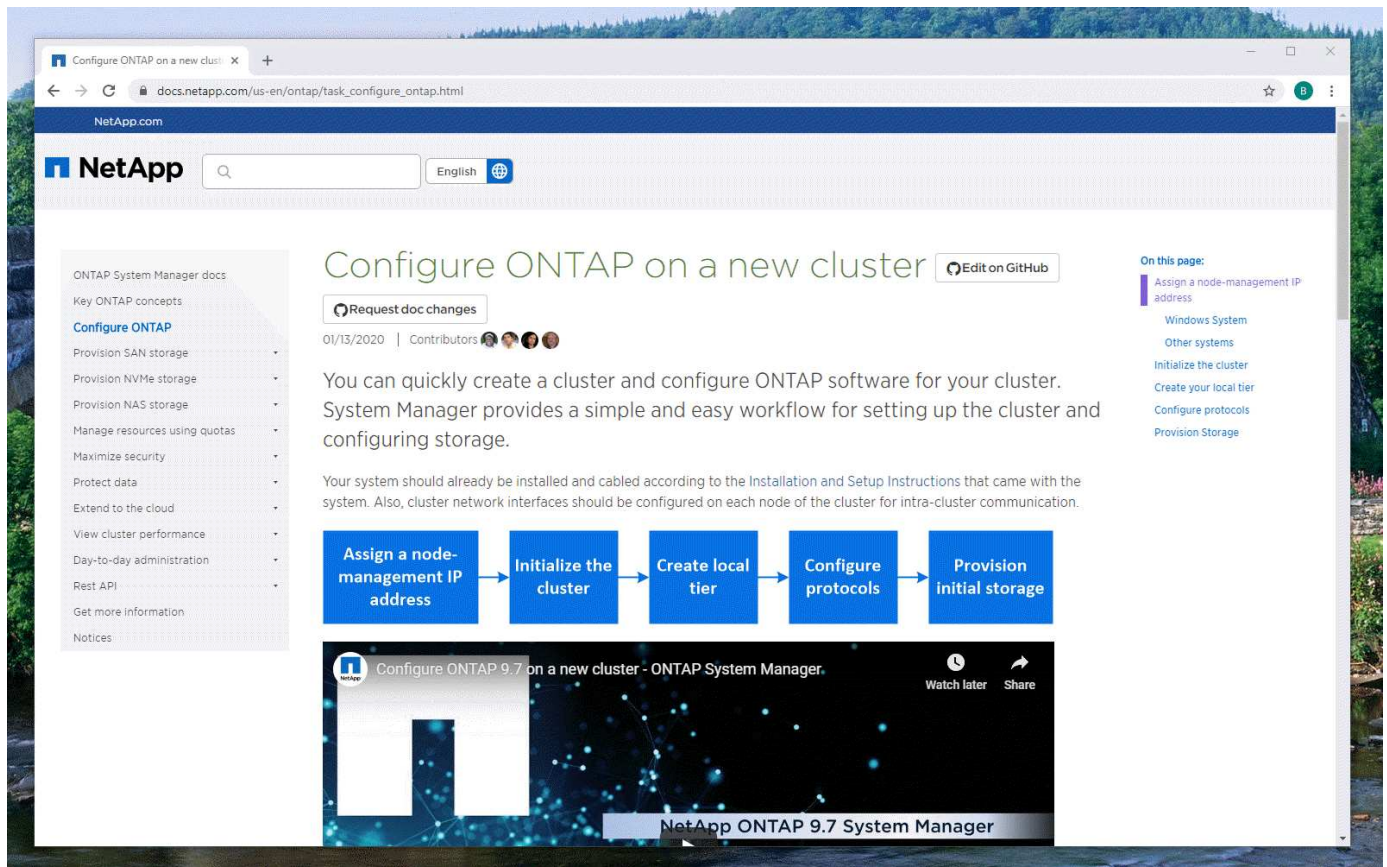 Configure ONTAP on a new clust
docs.netapp.com/us-en/ontap/task_configure_ontap.html
B
NetApp.com
NetApp
English
ONTAP System Manager docs
Key ONTAP concepts
Configure ONTAP
Provision SAN storage
Provision NVMe storage
Provision NAS storage
Manage resources using quotas
Maximize security
Protect data
Extend to the cloud
View cluster performance
Day-to-day administration
Rest API
Get more information
Notices
Configure ONTAP on a new cluster
Edit on GitHub
Request doc changes
01/13/2020 | Contributors
You can quickly create a cluster and configure ONTAP software for your cluster.
System Manager provides a simple and easy workflow for setting up the cluster and
configuring storage.
Your system should already be installed and cabled according to the Installation and Setup Instructions that came with the
system. Also, cluster network interfaces should be configured on each node of the cluster for intra-cluster communication.
Assign a node-
management IP
address
Initialize the
cluster
Create local
tier
Configure
protocols
Provision
initial storage
NetApp
Configure ONTAP 9.7 on a new cluster - ONTAP System Manager
Watch later
Share
NetApp ONTAP 9.7 System Manager
On this page:
Assign a node-management IP
address
Windows System
Other systems
Initialize the cluster
Create your local tier
Configure protocols
Provision Storage